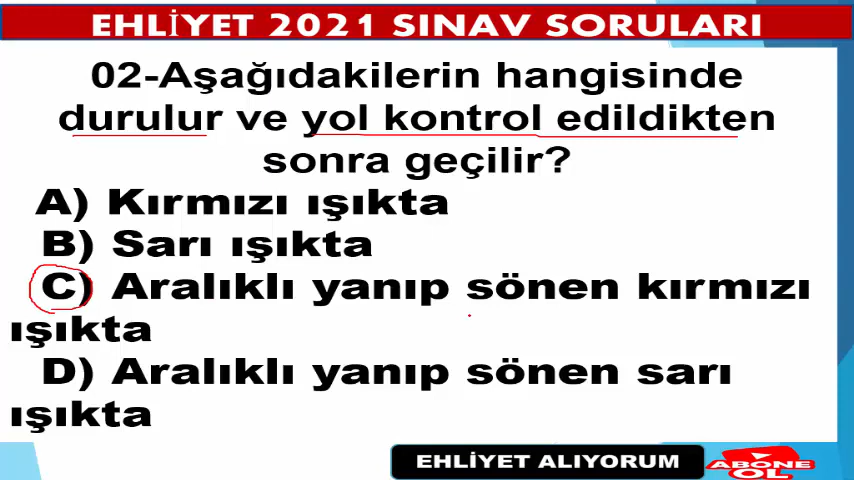 EHLİYET 2021 SINAV SORULARI
02-Aşağıdakilerin hangisinde
durulur ve yol kontrol edildikten
sonra geçilir?
A) Kırmızı ışıkta
B) Sarı ışıkta
C) Aralıklı yanıp sönen kırmızı
ışıkta
D) Aralıklı yanıp sönen sarı
ışıkta
EHLİYET ALIYORUM
ABONE
OL